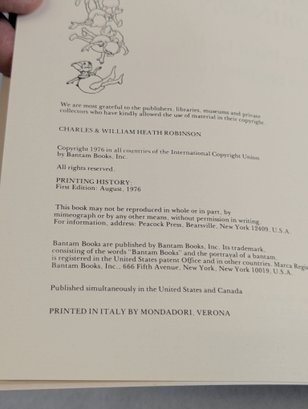 We are most grateful to the publishers, libraries, museums and private
collectors who have kindly allowed the use of material in their copyright.
CHARLES & WILLIAM HEATH ROBINSON
Copyright 1976 in all countries of the International Copyright Union
by Bantam Books, Inc.
All rights reserved.
PRINTING HISTORY:
First Edition: August, 1976
This book may not be reproduced in whole or in part, by
mimeograph or by any other means, without permission in writing.
For information, address: Peacock Press, Bearsville, New York 12409, U.S.A.
Bantam Books are published by Bantam Books, Inc. Its trademark,
consisting of the words "Bantam Books" and the portrayal of a bantam,
is registered in the United States patent Office and in other countries. Marca Regis
Bantam Books, Inc., 666 Fifth Avenue, New York, New York 10019, U.S.A.
Published simultaneously in the United States and Canada
PRINTED IN ITALY BY MONDADORI, VERONA